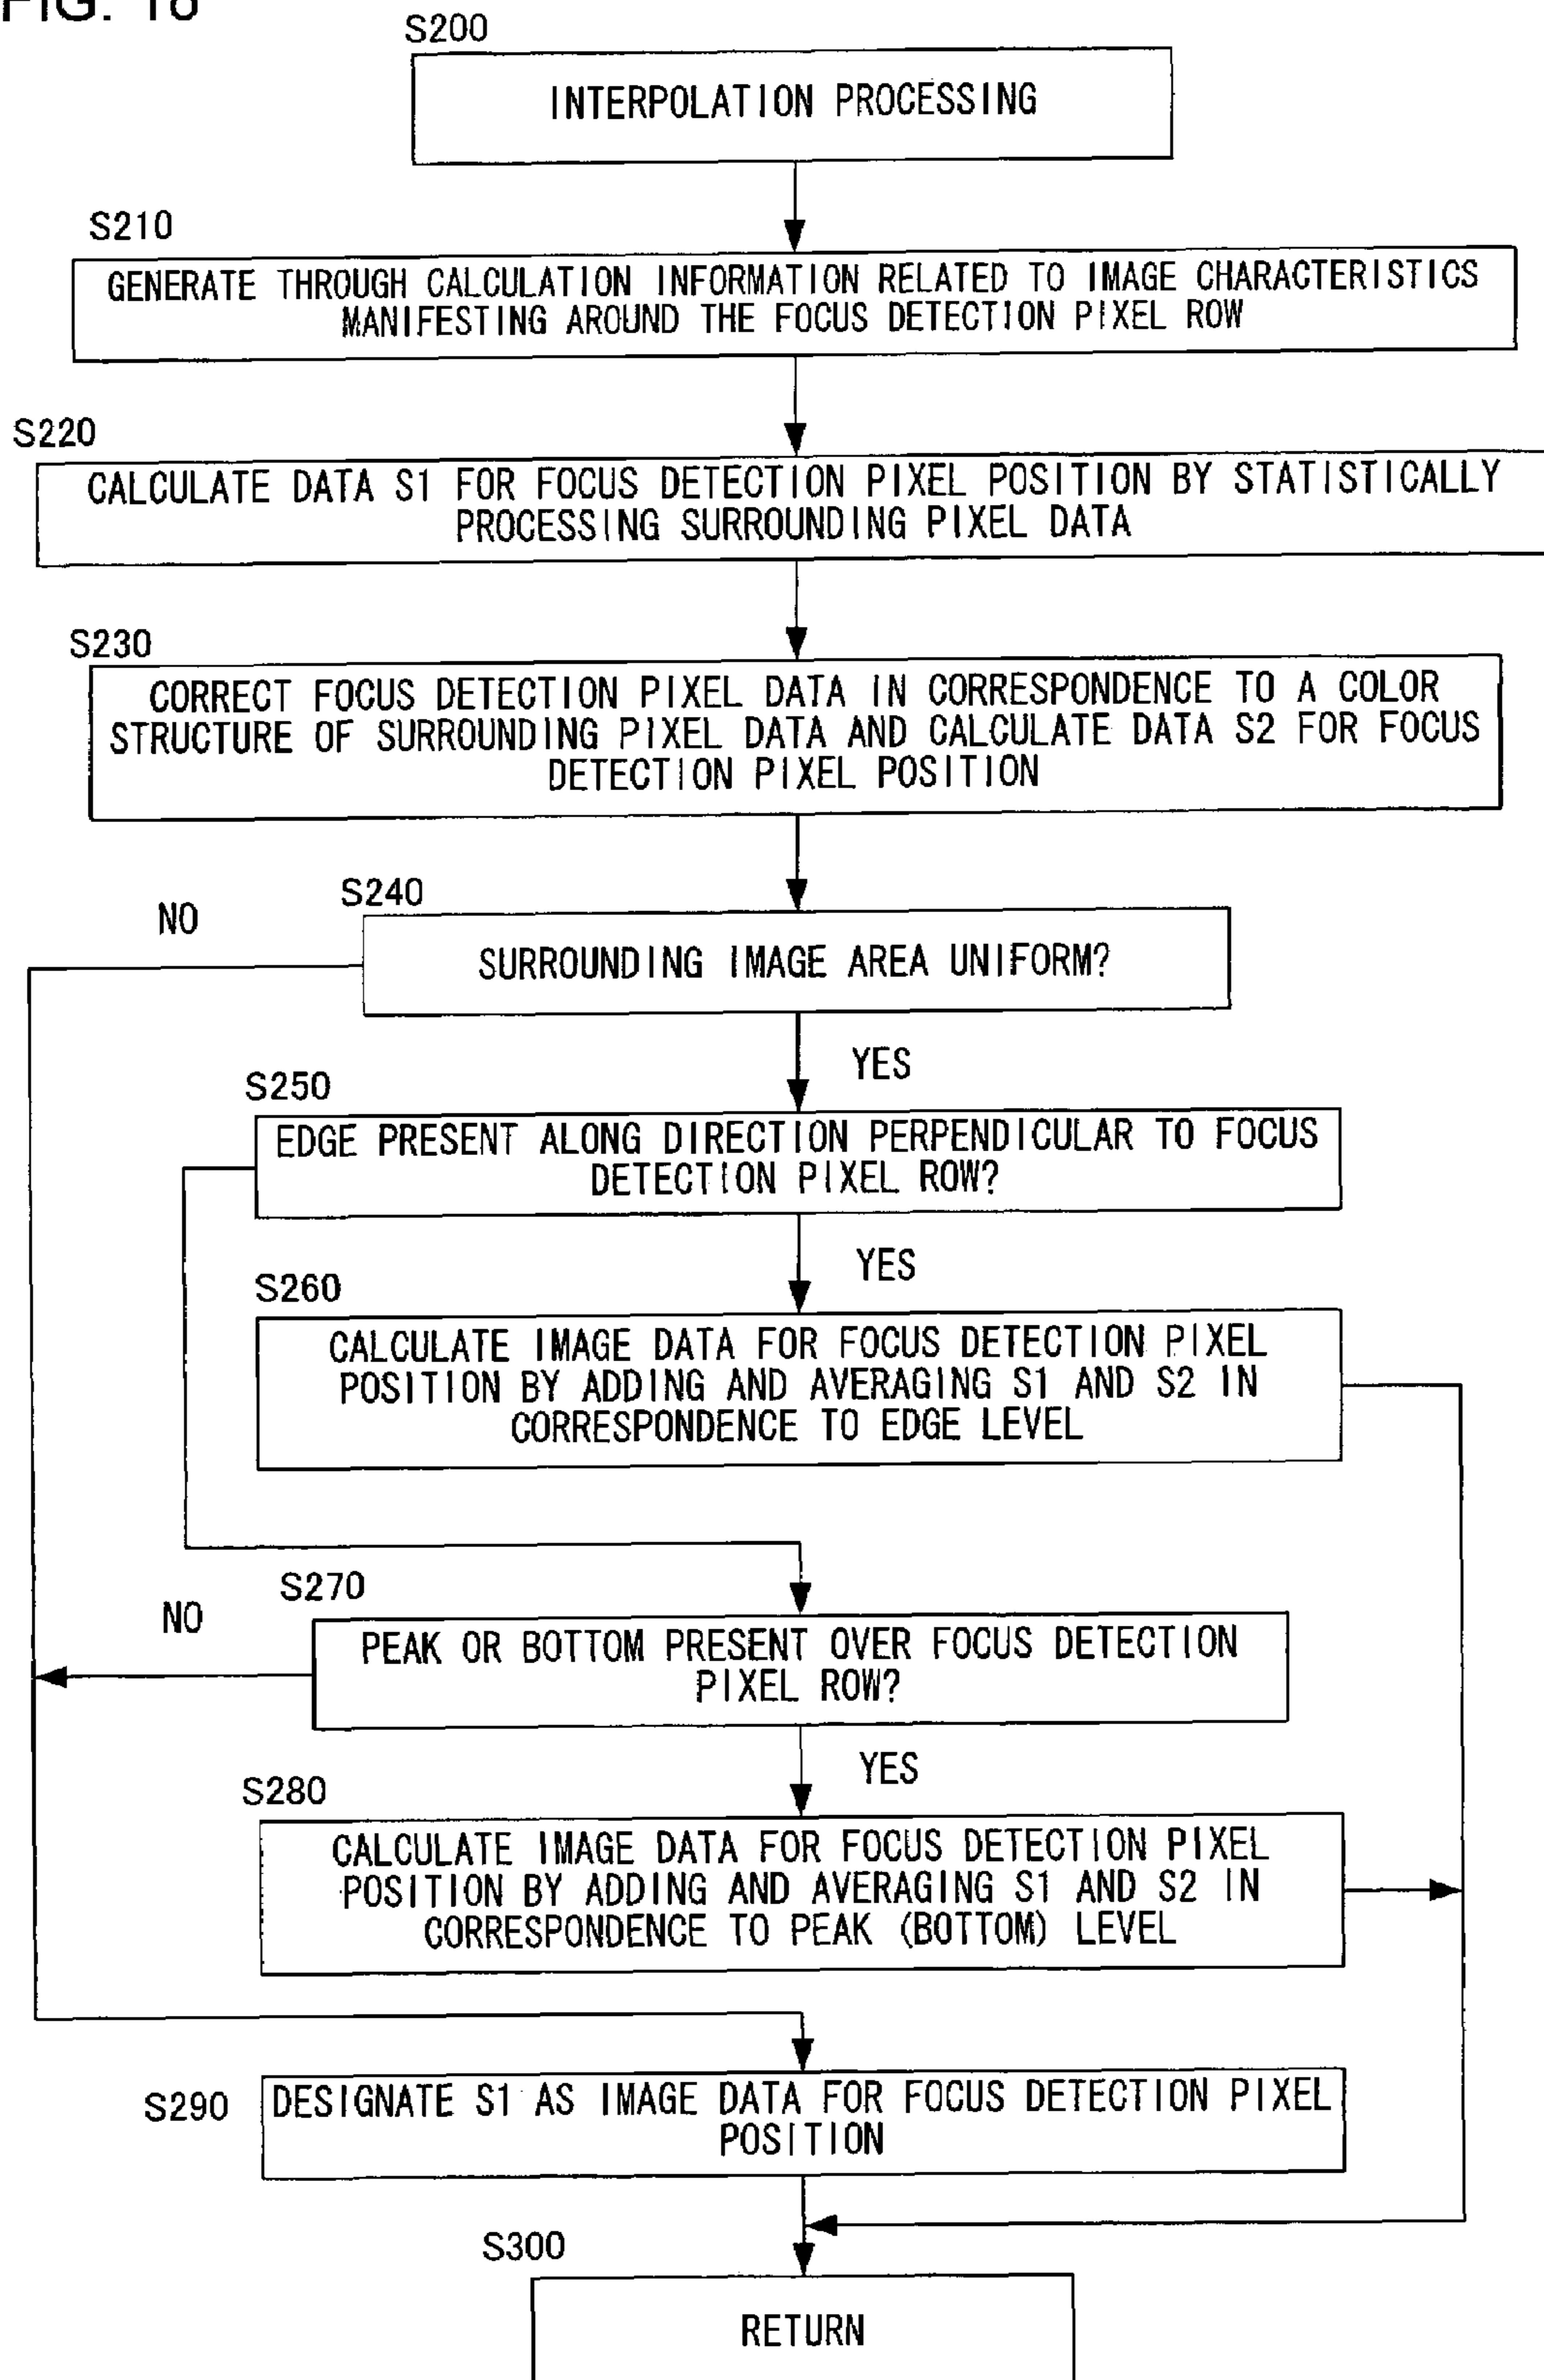 FIG. 18
S200
INTERPOLATION PROCESSING
S210
GENERATE THROUGH CALCULATION INFORMATION RELATED TO IMAGE CHARACTERISTICS
MANIFESTING AROUND THE FOCUS DETECTION PIXEL ROW
S220
CALCULATE DATA S1 FOR FOCUS DETECTION PIXEL POSITION BY STATISTICALLY
PROCESSING SURROUNDING PIXEL DATA
S230
CORRECT FOCUS DETECTION PIXEL DATA IN CORRESPONDENCE TO A COLOR
STRUCTURE OF SURROUNDING PIXEL DATA AND CALCULATE DATA S2 FOR FOCUS
DETECTION PIXEL POSITION
S240
NO
SURROUNDING IMAGE AREA UNIFORM?
YES
S250
EDGE PRESENT ALONG DIRECTION PERPENDICULAR TO FOCUS
DETECTION PIXEL ROW?
YES
S260
CALCULATE IMAGE DATA FOR FOCUS DETECTION PIXEL
POSITION BY ADDING AND AVERAGING S1 AND S2 IN
CORRESPONDENCE TO EDGE LEVEL
S270
NO
PEAK OR BOTTOM PRESENT OVER FOCUS DETECTION
PIXEL ROW?
YES
S280
CALCULATE IMAGE DATA FOR FOCUS DETECTION PIXEL
POSITION BY ADDING AND AVERAGING S1 AND S2 IN
CORRESPONDENCE TO PEAK (BOTTOM) LEVEL
S290
DESIGNATE S1 AS IMAGE DATA FOR FOCUS DETECTION PIXEL
POSITION
S300
RETURN